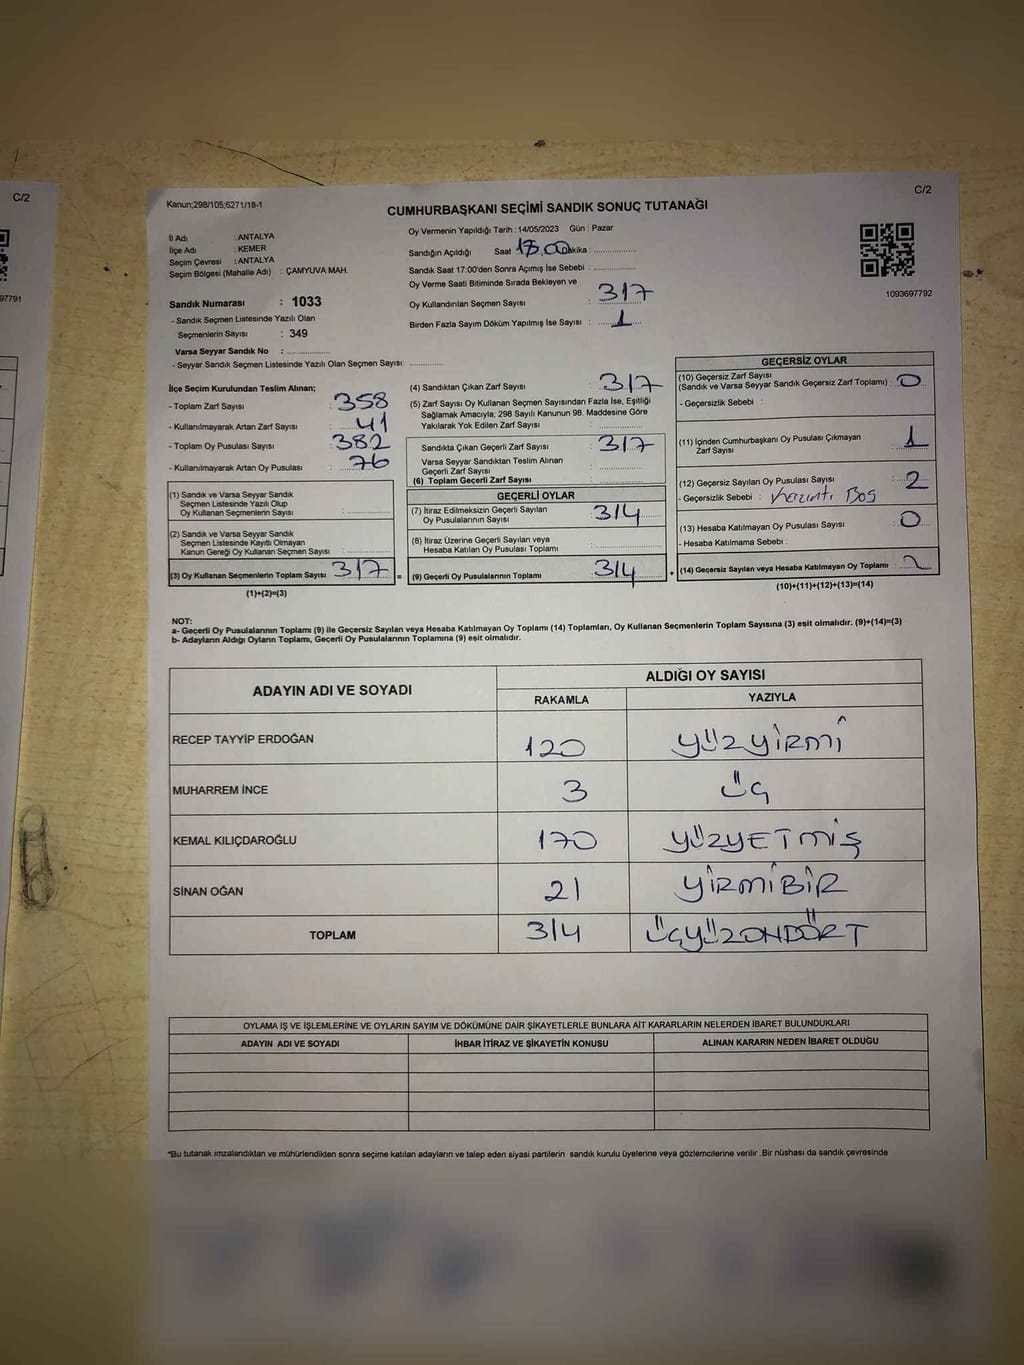 C/2
97791
C/2
Kanun;298/105;6271/18-1
CUMHURBAŞKANI SEÇİMİ SANDIK SONUÇ TUTANAĞI
1093697792
İl Adı : ANTALYA
İlçe Adı : KEMER
Seçim Çevresi : ANTALYA
Seçim Bölgesi (Mahalle Adı) : ÇAMYUVA MAH.
Sandık Numarası : 1033
- Sandık Seçmen Listesinde Yazılı Olan
Seçmenlerin Sayısı : 349
Varsa Seyyar Sandık No :
- Seyyar Sandık Seçmen Listesinde Yazılı Olan Seçmen Sayısı:
Oy Vermenin Yapıldığı Tarih : 14/05/2023 Gün : Pazar
Sandığın Açıldığı Saat 18.00 Dakika :
Sandık Saat 17:00'den Sonra Açımış İse Sebebi :
Oy Verme Saati Bitiminde Sırada Bekleyen ve
Oy Kullandırılan Seçmen Sayısı : 317
Birden Fazla Sayım Döküm Yapılmış İse Sayısı : 1
İlçe Seçim Kurulundan Teslim Alınan;
- Toplam Zarf Sayısı : 358
- Kullanılmayarak Artan Zarf Sayısı : 41
- Toplam Oy Pusulası Sayısı : 382
- Kullanılmayarak Artan Oy Pusulası : 76
(1) Sandık ve Varsa Seyyar Sandık
Seçmen Listesinde Yazılı Olup
Oy Kullanan Seçmenlerin Sayısı :
(2) Sandık ve Varsa Seyyar Sandık
Seçmen Listesinde Kayıtlı Olmayan
Kanun Gereği Oy Kullanan Seçmen Sayısı :
(3) Oy Kullanan Seçmenlerin Toplam Sayısı : 317 =
(1)+(2)=(3)
(4) Sandıktan Çıkan Zarf Sayısı : 317
(5) Zarf Sayısı Oy Kullanan Seçmen Sayısından Fazla İse, Eşitliği
Sağlamak Amacıyla; 298 Sayılı Kanunun 98. Maddesine Göre
Yakılarak Yok Edilen Zarf Sayısı :
Sandıkta Çıkan Geçerli Zarf Sayısı : 317
Varsa Seyyar Sandıktan Teslim Alınan
Geçerli Zarf Sayısı :
(6) Toplam Geçerli Zarf Sayısı :
GEÇERLİ OYLAR
(7) İtiraz Edilmeksizin Geçerli Sayılan
Oy Pusulalarının Sayısı : 314
(8) İtiraz Üzerine Geçerli Sayılan veya
Hesaba Katılan Oy Pusulası Toplamı :
(9) Geçerli Oy Pusulalarının Toplamı : 314 +
GEÇERSİZ OYLAR
(10) Geçersiz Zarf Sayısı
(Sandık ve Varsa Seyyar Sandık Geçersiz Zarf Toplamı) : 0
- Geçersizlik Sebebi :
(11) İçinden Cumhurbaşkanı Oy Pusulası Çıkmayan
Zarf Sayısı : 1
(12) Geçersiz Sayılan Oy Pusulası Sayısı : 2
- Geçersizlik Sebebi : Boş
(13) Hesaba Katılmayan Oy Pusulası Sayısı : 0
- Hesaba Katılmama Sebebi :
(14) Geçersiz Sayılan veya Hesaba Katılmayan Oy Toplamı : 2
(10)+(11)+(12)+(13)=(14)
NOT:
a- Geçerli Oy Pusulalarının Toplamı (9) ile Geçersiz Sayılan veya Hesaba Katılmayan Oy Toplamı (14) Toplamları, Oy Kullanan Seçmenlerin Toplam Sayısına (3) eşit olmalıdır. (9)+(14)=(3)
b- Adayların Aldığı Oyların Toplamı, Geçerli Oy Pusulalarının Toplamına (9) eşit olmalıdır.
ADAYIN ADI VE SOYADI
ALDIĞI OY SAYISI
RAKAMLA YAZIYLA
RECEP TAYYİP ERDOĞAN 120 YÜZYİRMİ
MUHARREM İNCE 3 ÜÇ
KEMAL KILIÇDAROĞLU 170 YÜZYETMİŞ
SİNAN OĞAN 21 YİRMİBİR
TOPLAM 314 ÜÇYÜZONDÖRT
OYLAMA İŞ VE İŞLEMLERİNE VE OYLARIN SAYIM VE DÖKÜMÜNE DAİR ŞİKAYETLERLE BUNLARA AİT KARARLARIN NELERDEN İBARET BULUNDUKLARI
ADAYIN ADI VE SOYADI İHBAR İTİRAZ VE ŞİKAYETİN KONUSU ALINAN KARARIN NEDEN İBARET OLDUĞU
*Bu tutanak imzalandıktan ve mühürlendikten sonra seçime katılan adayların ve talep eden siyasi partilerin sandık kurulu üyelerine veya gözlemcilerine verilir .Bir nüshası da sandık çevresinde